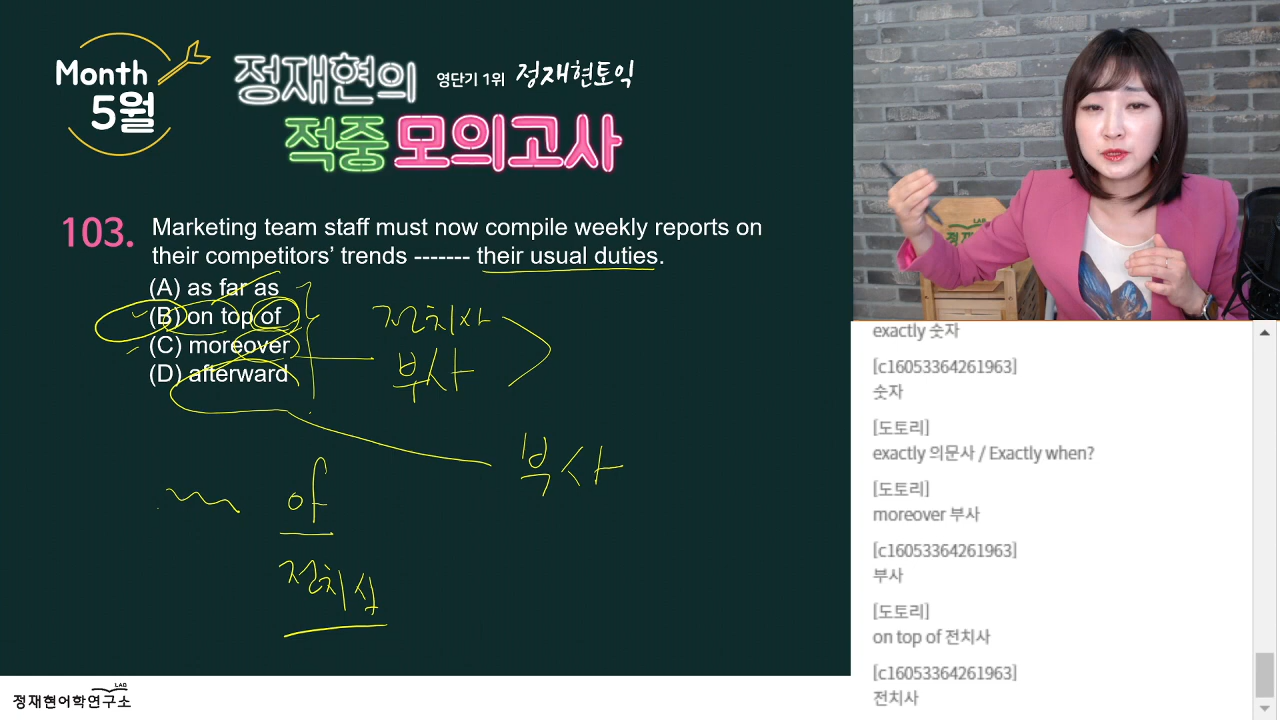 Month
5월
정재현의
영단기 1위 정재현토익
적중 모의고사
103. Marketing team staff must now compile weekly reports on
their competitors' trends ------- their usual duties.
(A) as far as
(B) on top of
(C) moreover
(D) afterward
전치사
부사
부사
of
전치사
LAB
정재현어학연구소
LAB
exactly 숫자
[c16053364261963]
숫자
[도토리]
exactly 의문사 / Exactly when?
[도토리]
moreover 부사
[c16053364261963]
부사
[도토리]
on top of 전치사
[c16053364261963]
전치사